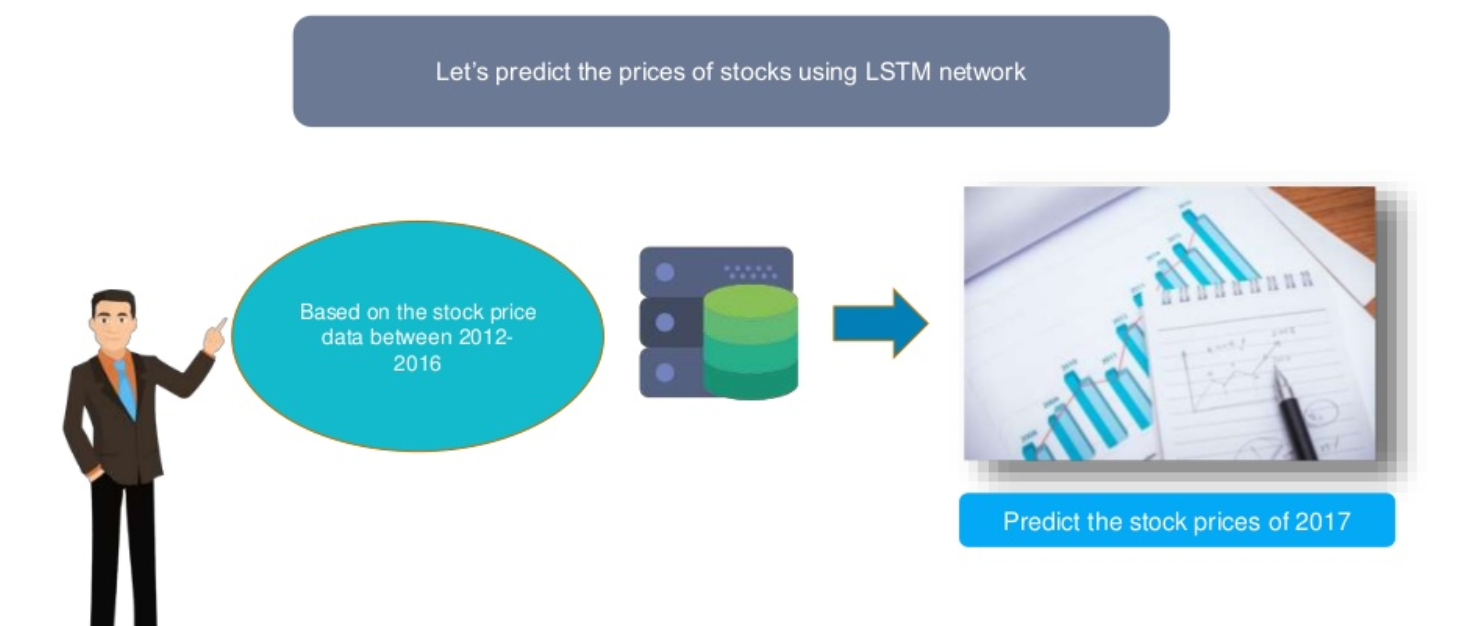 Let's predict the prices of stocks using LSTM network
Based on the stock price
data between 2012-
2016
Predict the stock prices of 2017